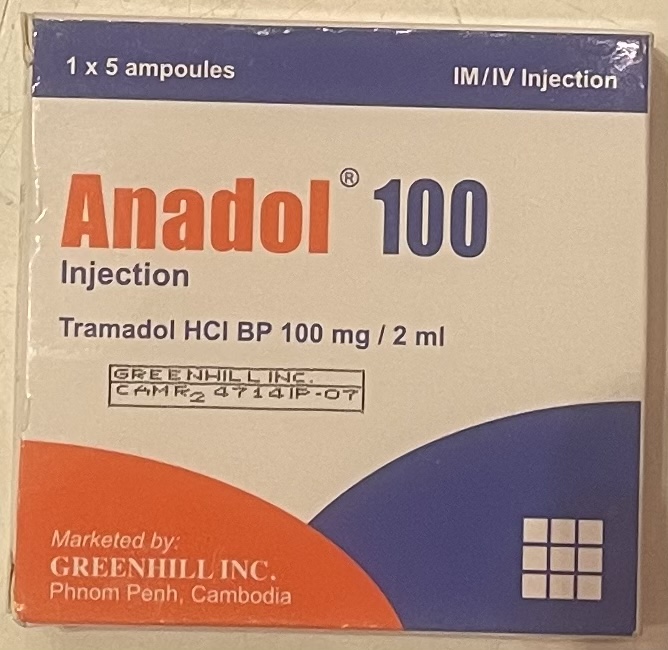 1 x 5 ampoules
IM/IV Injection
Anadol® 100
Injection
Tramadol HCl BP 100 mg / 2 ml
GREENHILL INC.
CAMR2 4714IP-07
Marketed by:
GREENHILL INC.
Phnom Penh, Cambodia